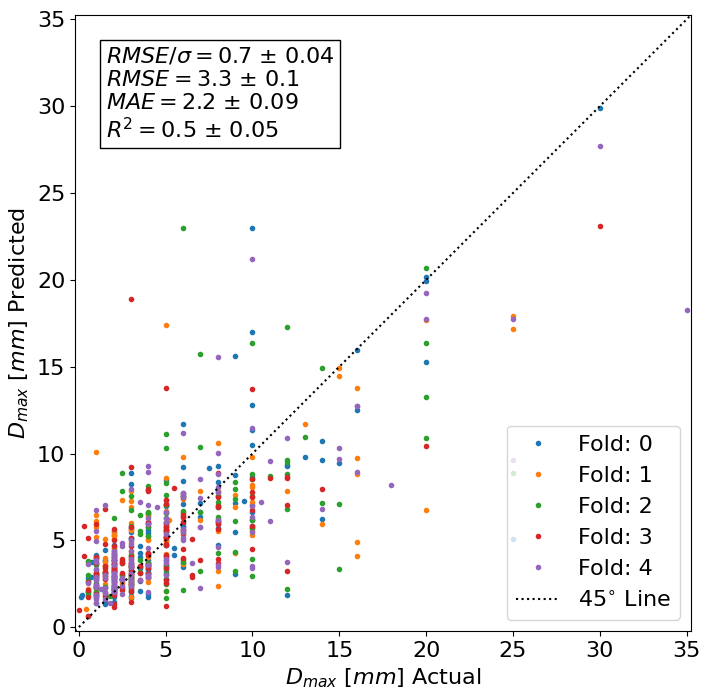 RMSE/σ = 0.7 ± 0.04
RMSE = 3.3 ± 0.1
MAE = 2.2 ± 0.09
R² = 0.5 ± 0.05
35
30
25
20
15
10
5
0
D_max [mm] Predicted
Fold: 0
Fold: 1
Fold: 2
Fold: 3
Fold: 4
45° Line
0 5 10 15 20 25 30 35
D_max [mm] Actual